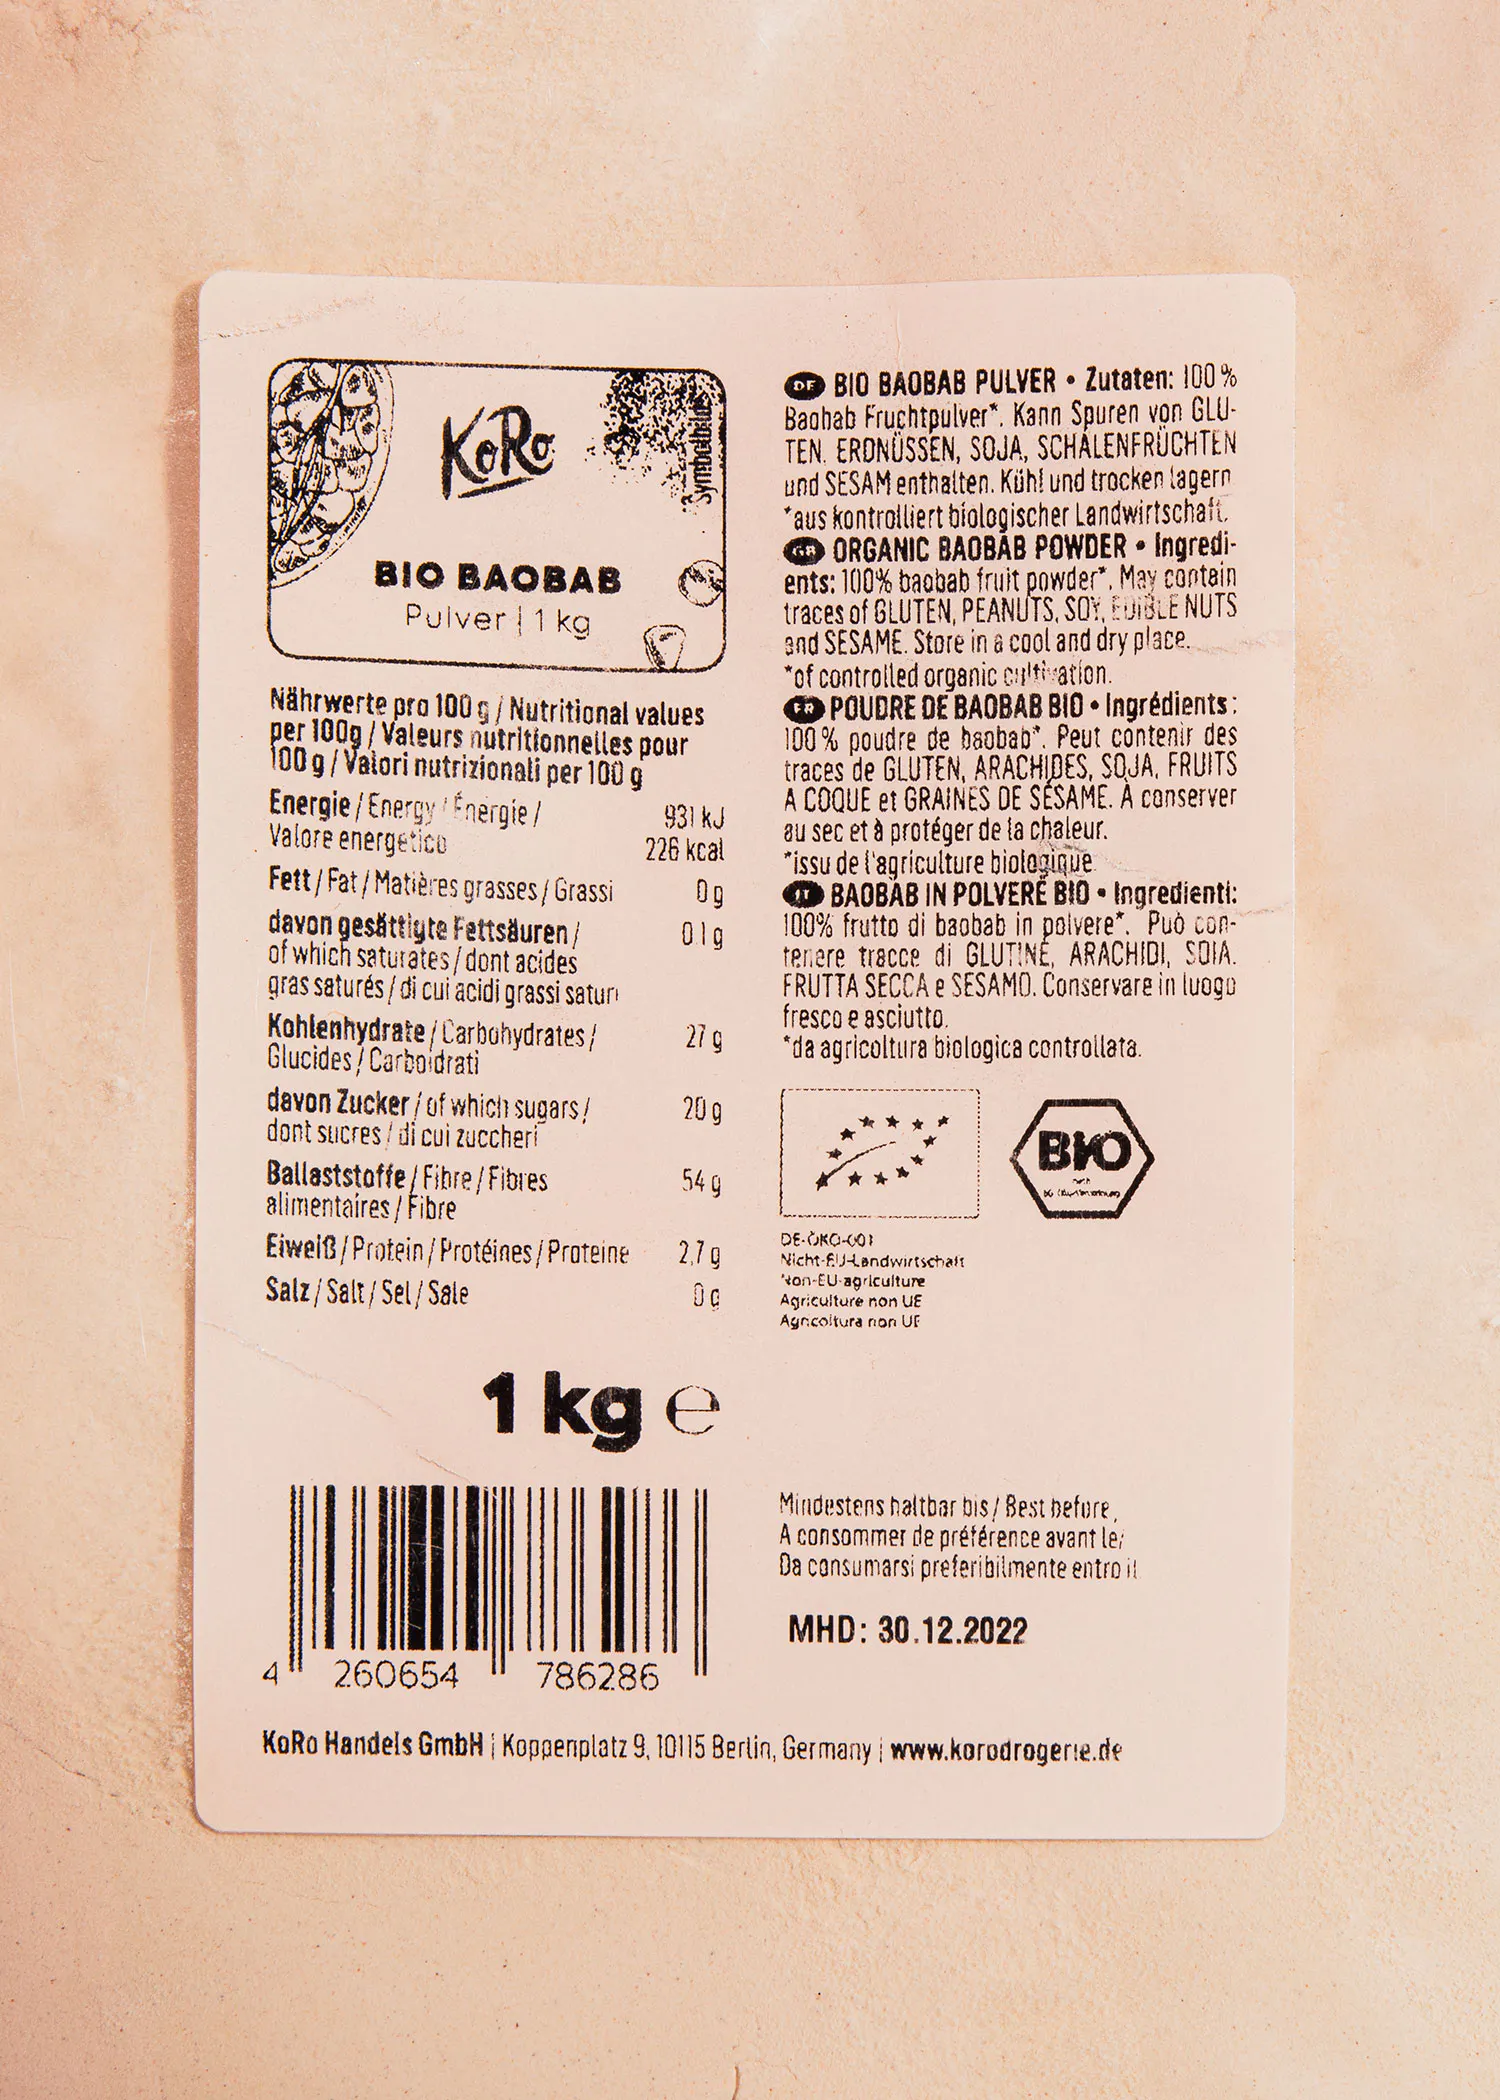 KoRo
Symbolbild
BIO BAOBAB
Pulver | 1 kg
Nährwerte pro 100 g / Nutritional values
per 100g / Valeurs nutritionnelles pour
100 g / Valori nutrizionali per 100 g
Energie / Energy / Énergie / 931 kJ
Valore energetico 226 kcal
Fett / Fat / Matières grasses / Grassi 0 g
davon gesättigte Fettsäuren / 0.1 g
of which saturates / dont acides
gras saturés / di cui acidi grassi saturi
Kohlenhydrate / Carbohydrates / 27 g
Glucides / Carboidrati
davon Zucker / of which sugars / 20 g
dont sucres / di cui zuccheri
Ballaststoffe / Fibre / Fibres 54 g
alimentaires / Fibre
Eiweiß / Protein / Protéines / Proteine 2,7 g
Salz / Salt / Sel / Sale 0 g
1 kg e
4 260654 786286
DE BIO BAOBAB PULVER • Zutaten: 100 %
Baobab Fruchtpulver*. Kann Spuren von GLU-
TEN, ERDNÜSSEN, SOJA, SCHALENFRÜCHTEN
und SESAM enthalten. Kühl und trocken lagern
*aus kontrolliert biologischer Landwirtschaft.
GB ORGANIC BAOBAB POWDER • Ingredi-
ents: 100% baobab fruit powder*. May contain
traces of GLUTEN, PEANUTS, SOY, EDIBLE NUTS
and SESAME. Store in a cool and dry place.
*of controlled organic cultivation.
FR POUDRE DE BAOBAB BIO • Ingrédients:
100 % poudre de baobab*. Peut contenir des
traces de GLUTEN, ARACHIDES, SOJA, FRUITS
A COQUE et GRAINES DE SÉSAME. À conserver
au sec et à protéger de la chaleur.
*issu de l'agriculture biologique
IT BAOBAB IN POLVERE BIO • Ingredienti:
100% frutto di baobab in polvere*. Può con-
tenere tracce di GLUTINE, ARACHIDI, SOIA.
FRUTTA SECCA e SESAMO. Conservare in luogo
fresco e asciutto.
*da agricoltura biologica controllata.
BIO
nach
DE-ÖKO-001
Nicht-EU-Landwirtschaft
Non-EU-agriculture
Agriculture non UE
Agricoltura non UE
Mindestens haltbar bis / Best before,
A consommer de préférence avant le/
Da consumarsi preferibilmente entro il
MHD: 30.12.2022
KoRo Handels GmbH | Koppenplatz 9, 10115 Berlin, Germany | www.korodrogerie.de